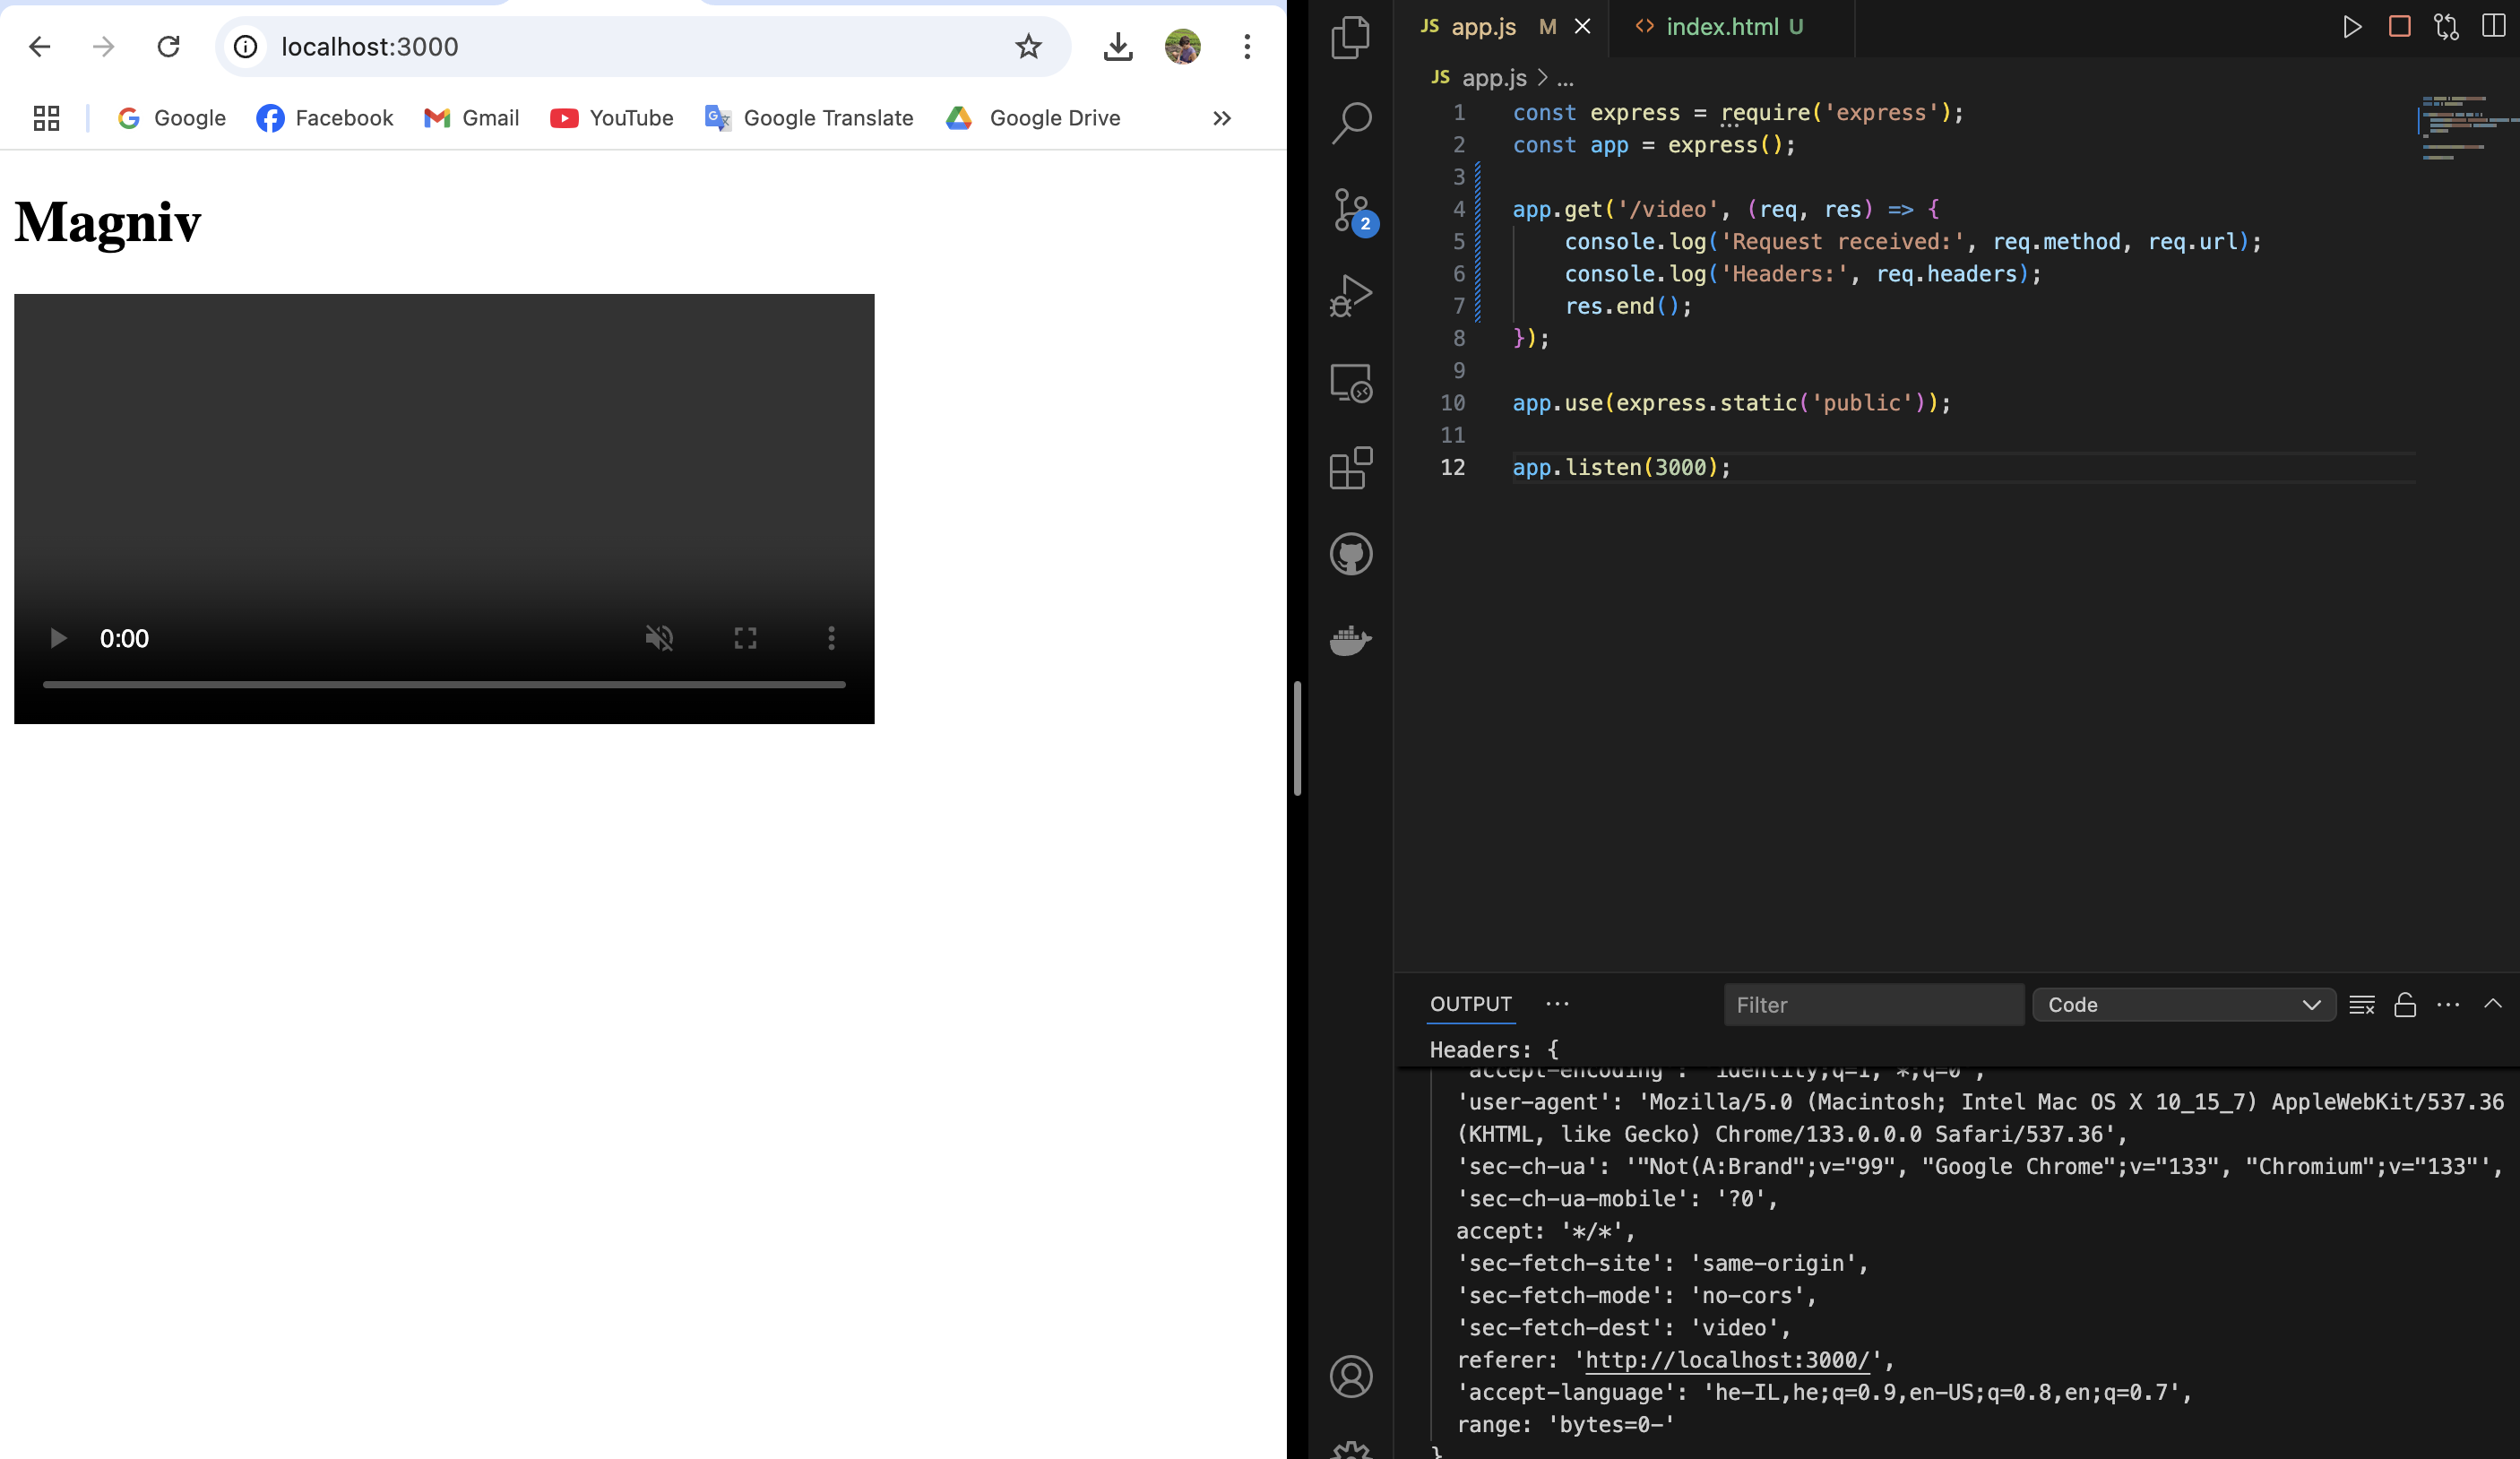 localhost:3000
Google Facebook Gmail YouTube Google Translate Google Drive
Magniv
0:00
2
JS app.js M index.html U
JS app.js > ...
1 const express = require('express');
2 const app = express();
3
4 app.get('/video', (req, res) => {
5 console.log('Request received:', req.method, req.url);
6 console.log('Headers:', req.headers);
7 res.end();
8 });
9
10 app.use(express.static('public'));
11
12 app.listen(3000);
OUTPUT ... Filter Code
Headers: {
'accept-encoding': 'identity;q=1, *;q=0',
'user-agent': 'Mozilla/5.0 (Macintosh; Intel Mac OS X 10_15_7) AppleWebKit/537.36
(KHTML, like Gecko) Chrome/133.0.0.0 Safari/537.36',
'sec-ch-ua': '"Not(A:Brand";v="99", "Google Chrome";v="133", "Chromium";v="133"',
'sec-ch-ua-mobile': '?0',
accept: '*/*',
'sec-fetch-site': 'same-origin',
'sec-fetch-mode': 'no-cors',
'sec-fetch-dest': 'video',
referer: 'http://localhost:3000/',
'accept-language': 'he-IL,he;q=0.9,en-US;q=0.8,en;q=0.7',
range: 'bytes=0-'
}